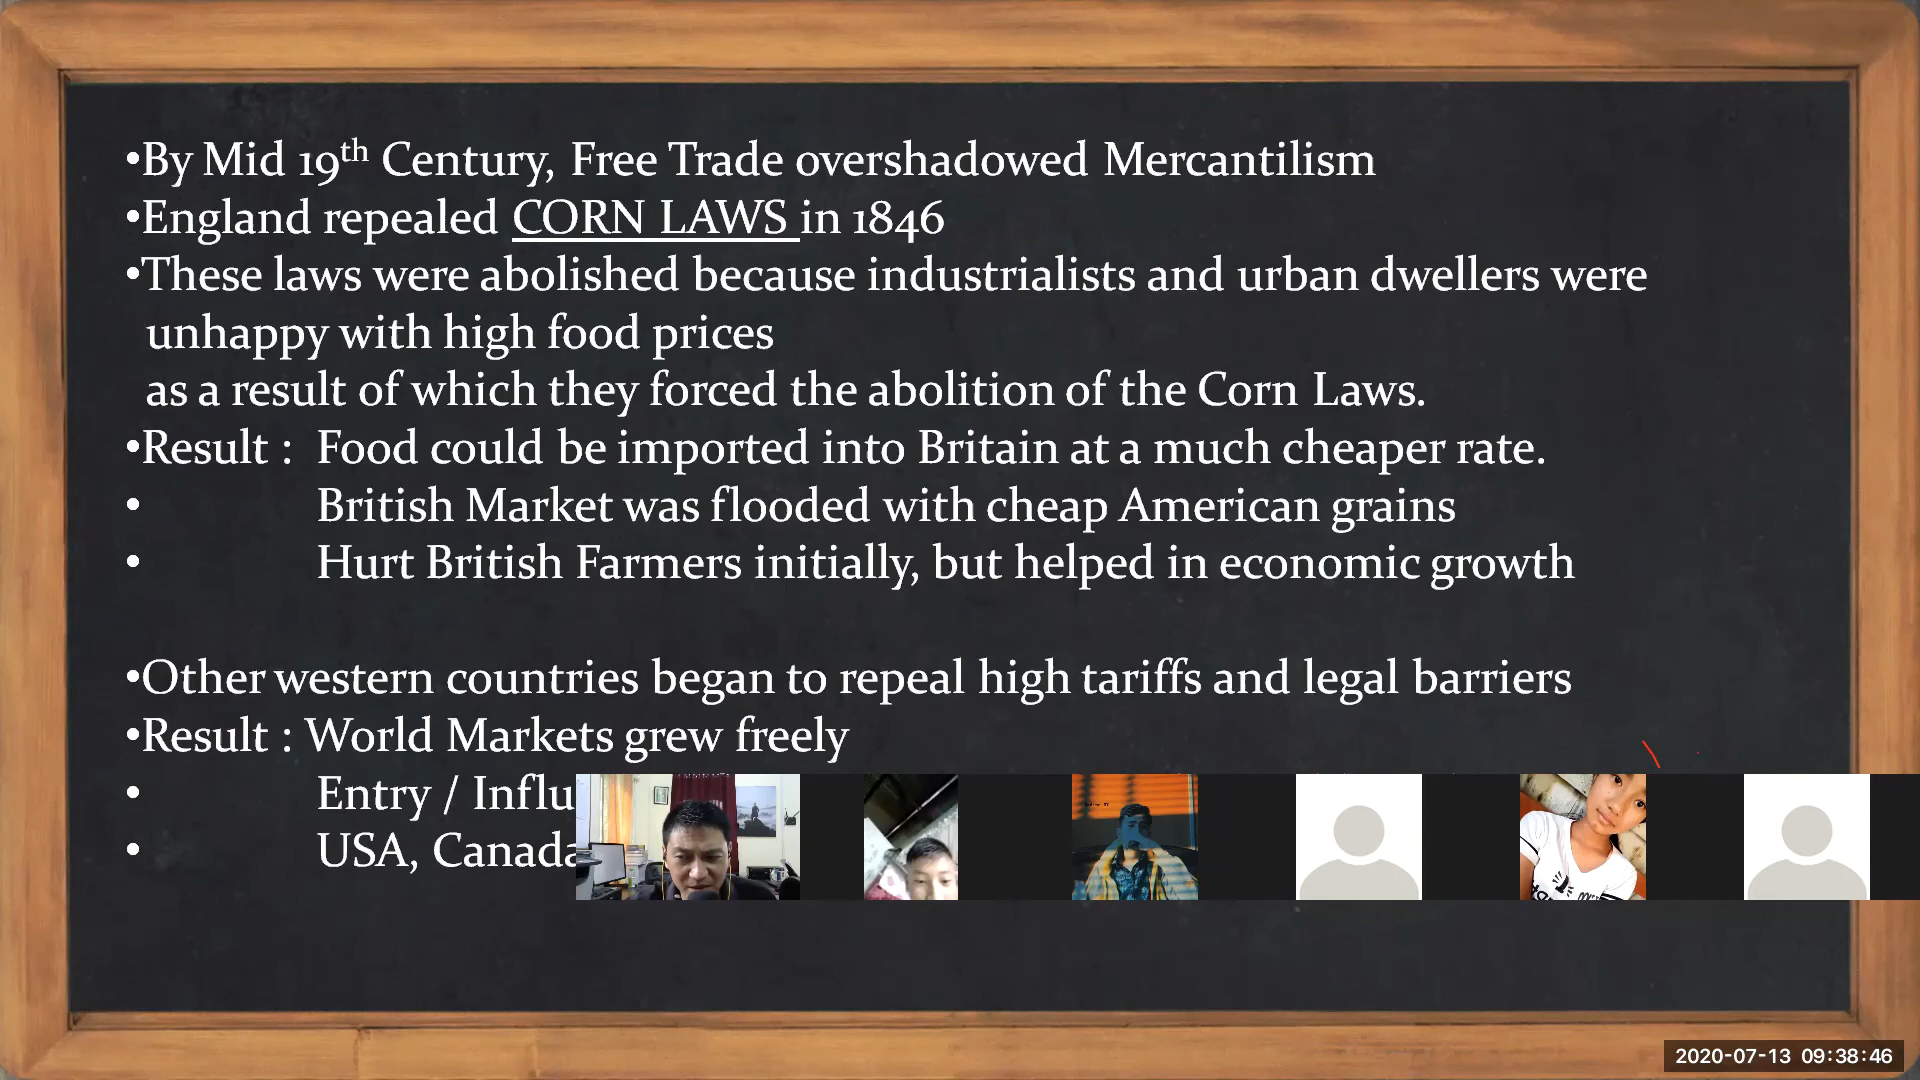 •By Mid 19th Century, Free Trade overshadowed Mercantilism
•England repealed CORN LAWS in 1846
•These laws were abolished because industrialists and urban dwellers were
unhappy with high food prices
as a result of which they forced the abolition of the Corn Laws.
•Result : Food could be imported into Britain at a much cheaper rate.
• British Market was flooded with cheap American grains
• Hurt British Farmers initially, but helped in economic growth
•Other western countries began to repeal high tariffs and legal barriers
•Result : World Markets grew freely
• Entry / Influ
• USA, Canada
2020-07-13 09:38:46